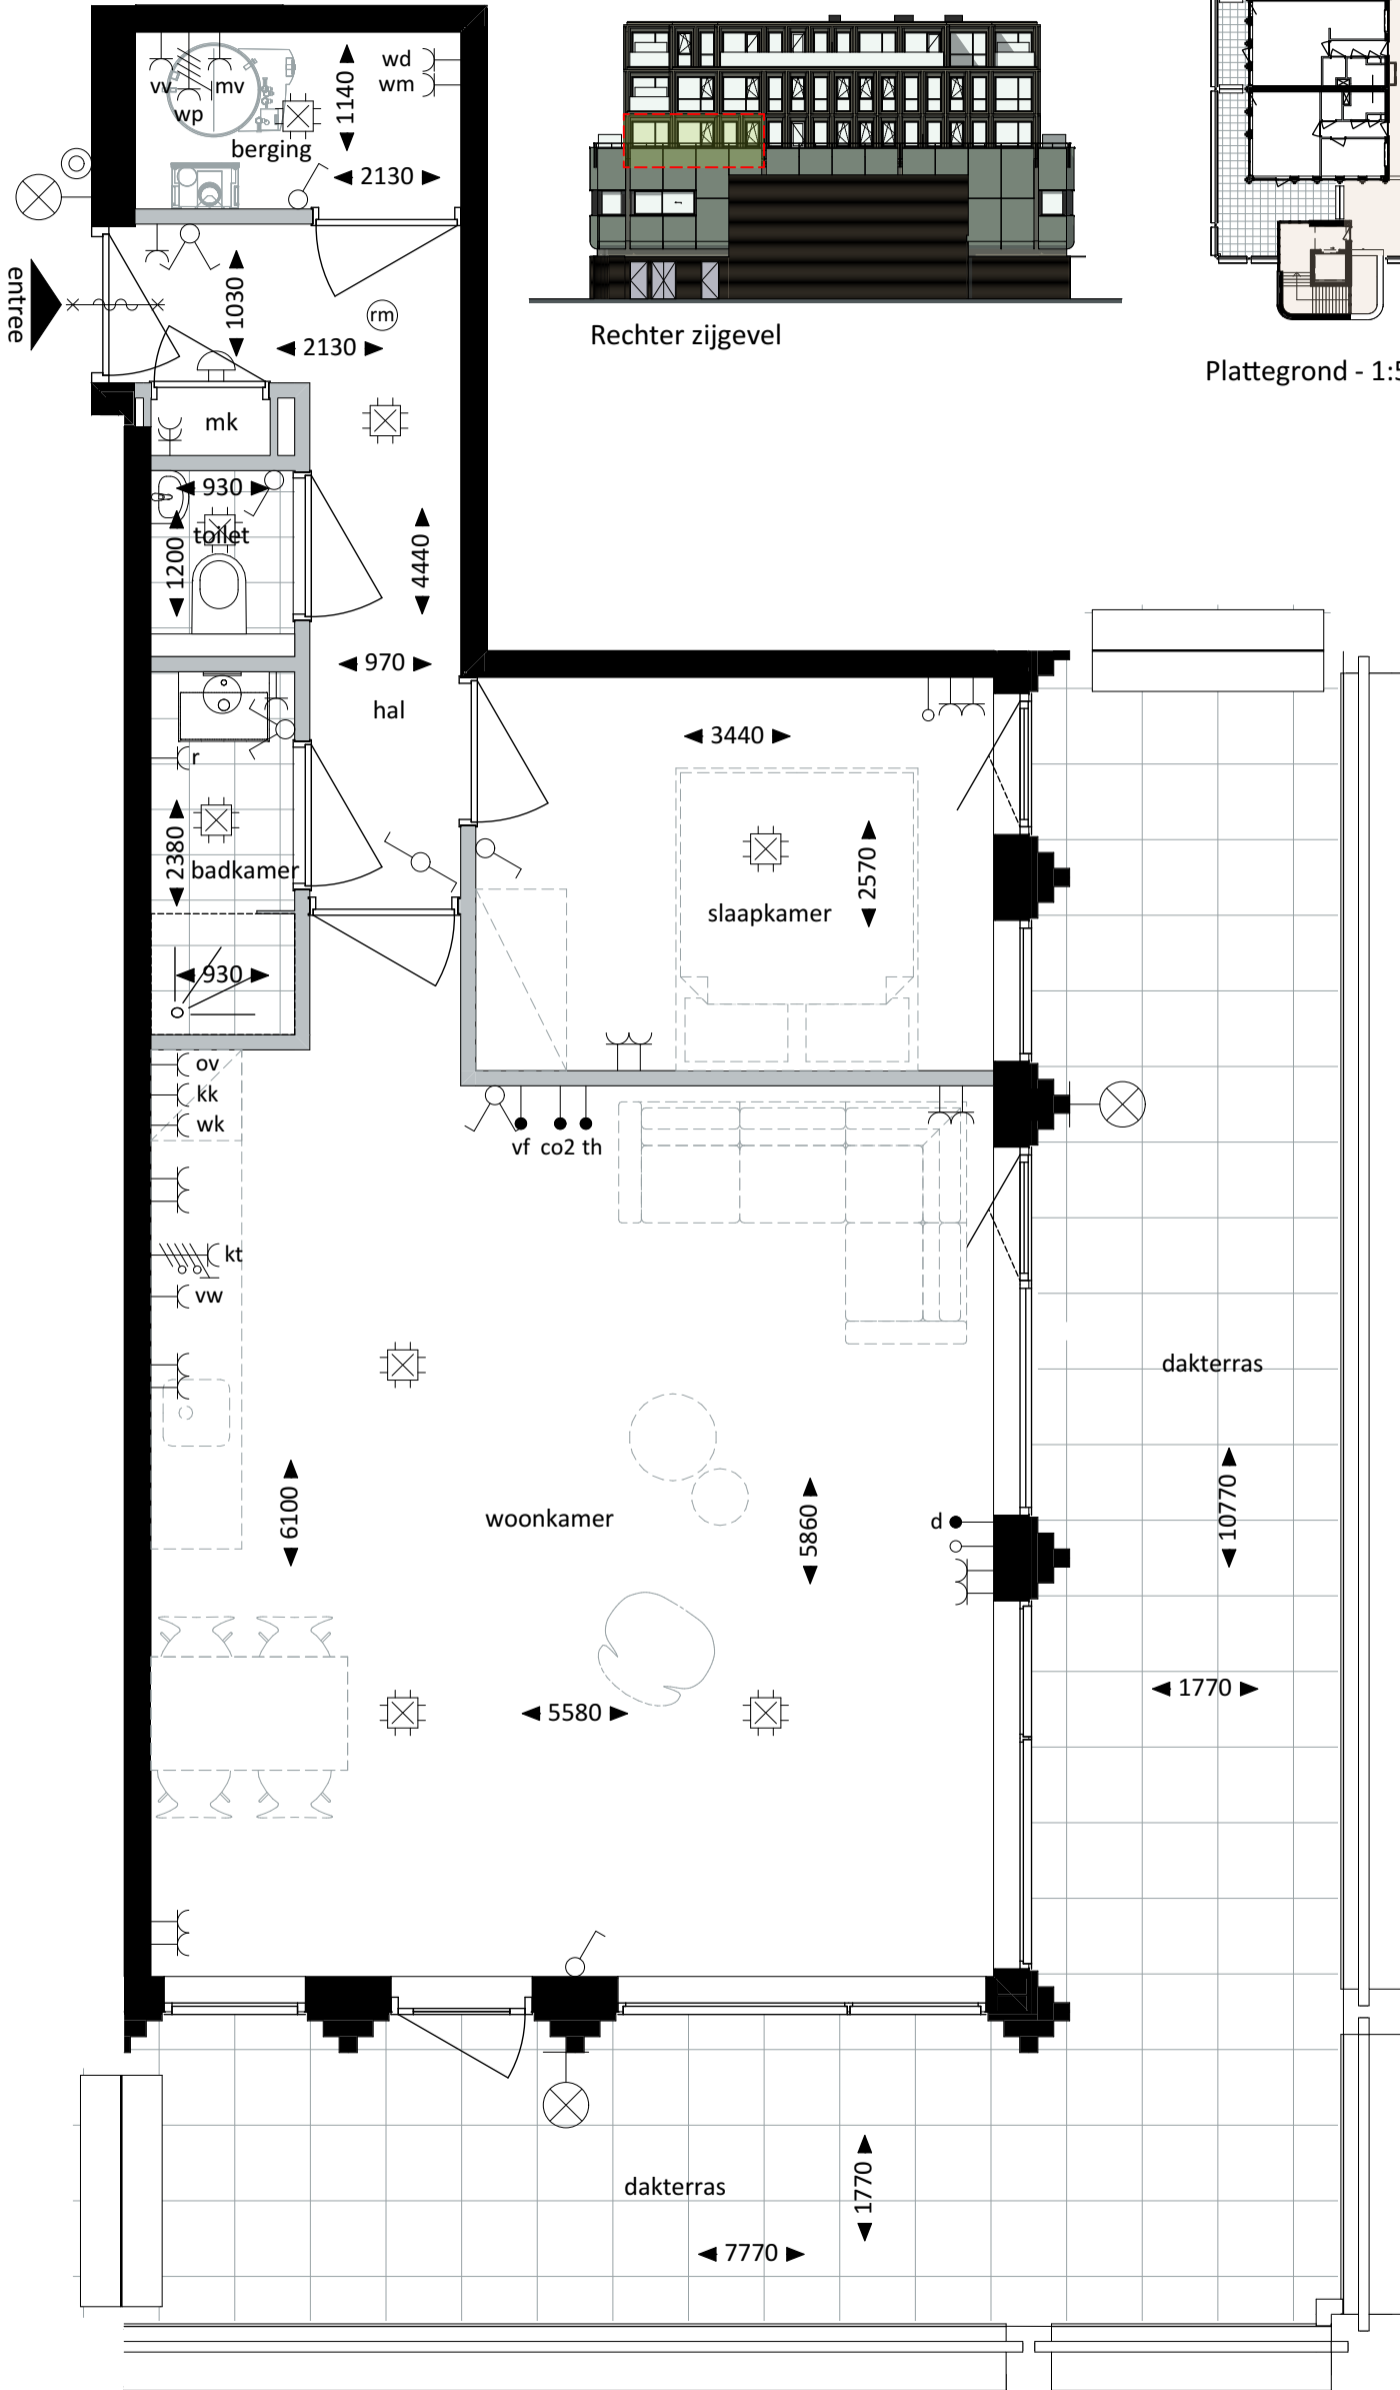 vv
mv
wp
berging
1140
2130
wd
wm
entree
1030
2130
rm
mk
930
toilet
1200
4440
970
hal
r
2380
badkamer
930
3440
2570
slaapkamer
ov
kk
wk
kt
vw
vf co2 th
6100
woonkamer
5860
5580
d
dakterras
10770
1770
dakterras
1770
7770
Rechter zijgevel
Plattegrond - 1:5